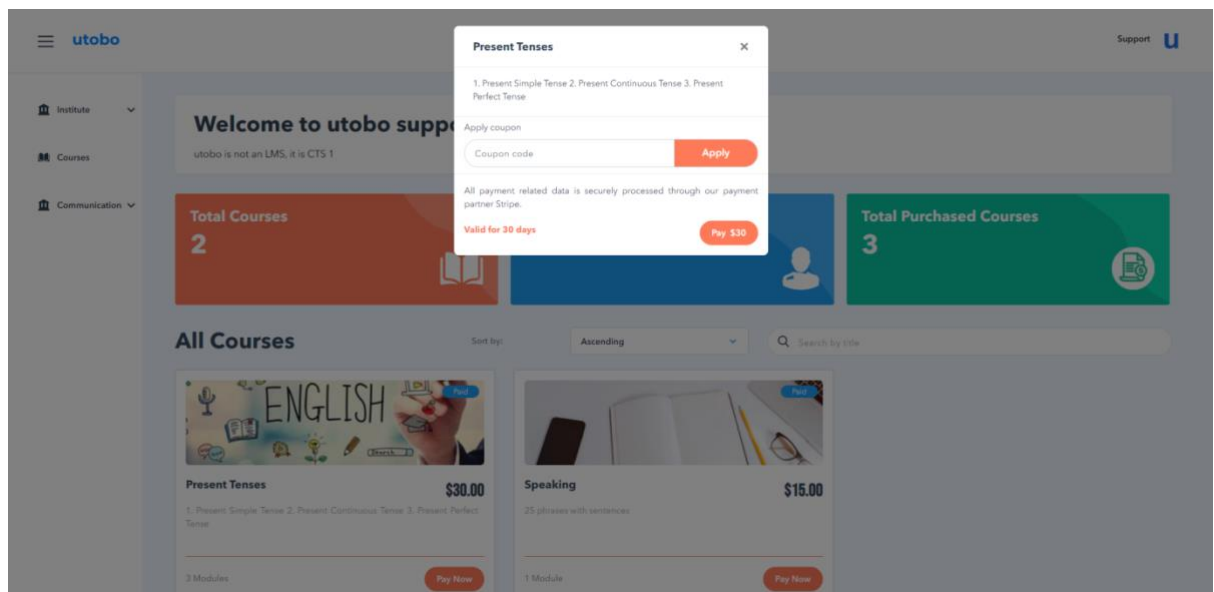 utobo
Support
Institute
Courses
Communication
Present Tenses
1. Present Simple Tense 2. Present Continuous Tense 3. Present
Perfect Tense
Apply coupon
Coupon code
Apply
All payment related data is securely processed through our payment
partner Stripe.
Valid for 30 days
Pay $30
Welcome to utobo suppo
utobo is not an LMS, it is CTS 1
Total Courses
2
Total Purchased Courses
3
All Courses
Sort by:
Ascending
Search by title
ENGLISH
Search
Paid
Present Tenses
$30.00
1. Present Simple Tense 2. Present Continuous Tense 3. Present Perfect
Tense
3 Modules
Pay Now
Paid
Speaking
$15.00
25 phrases with sentences
1 Module
Pay Now